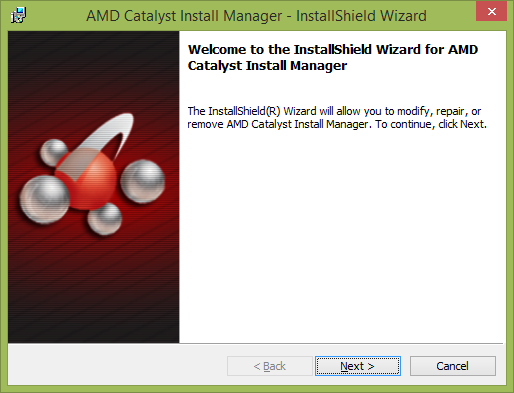 AMD Catalyst Install Manager - InstallShield Wizard
Welcome to the InstallShield Wizard for AMD
Catalyst Install Manager
The InstallShield(R) Wizard will allow you to modify, repair, or
remove AMD Catalyst Install Manager. To continue, click Next.
< Back
Next >
Cancel